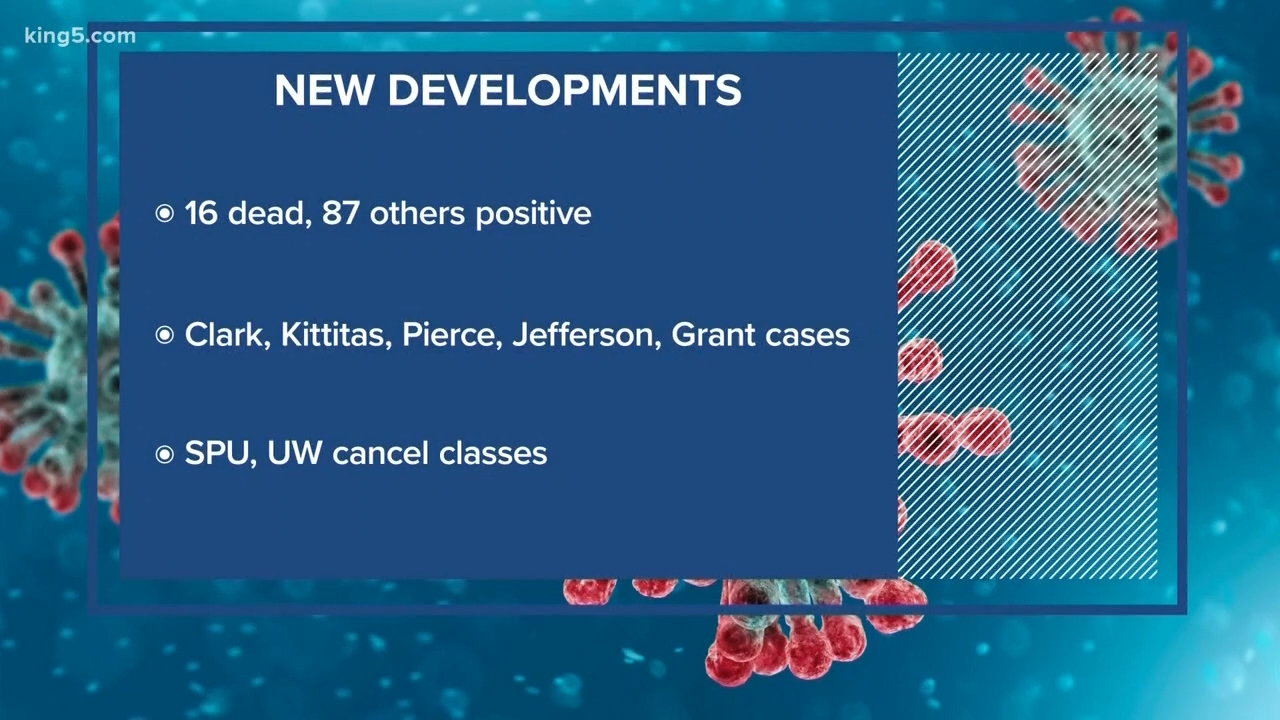 king5.com
NEW DEVELOPMENTS
16 dead, 87 others positive
Clark, Kittitas, Pierce, Jefferson, Grant cases
SPU, UW cancel classes